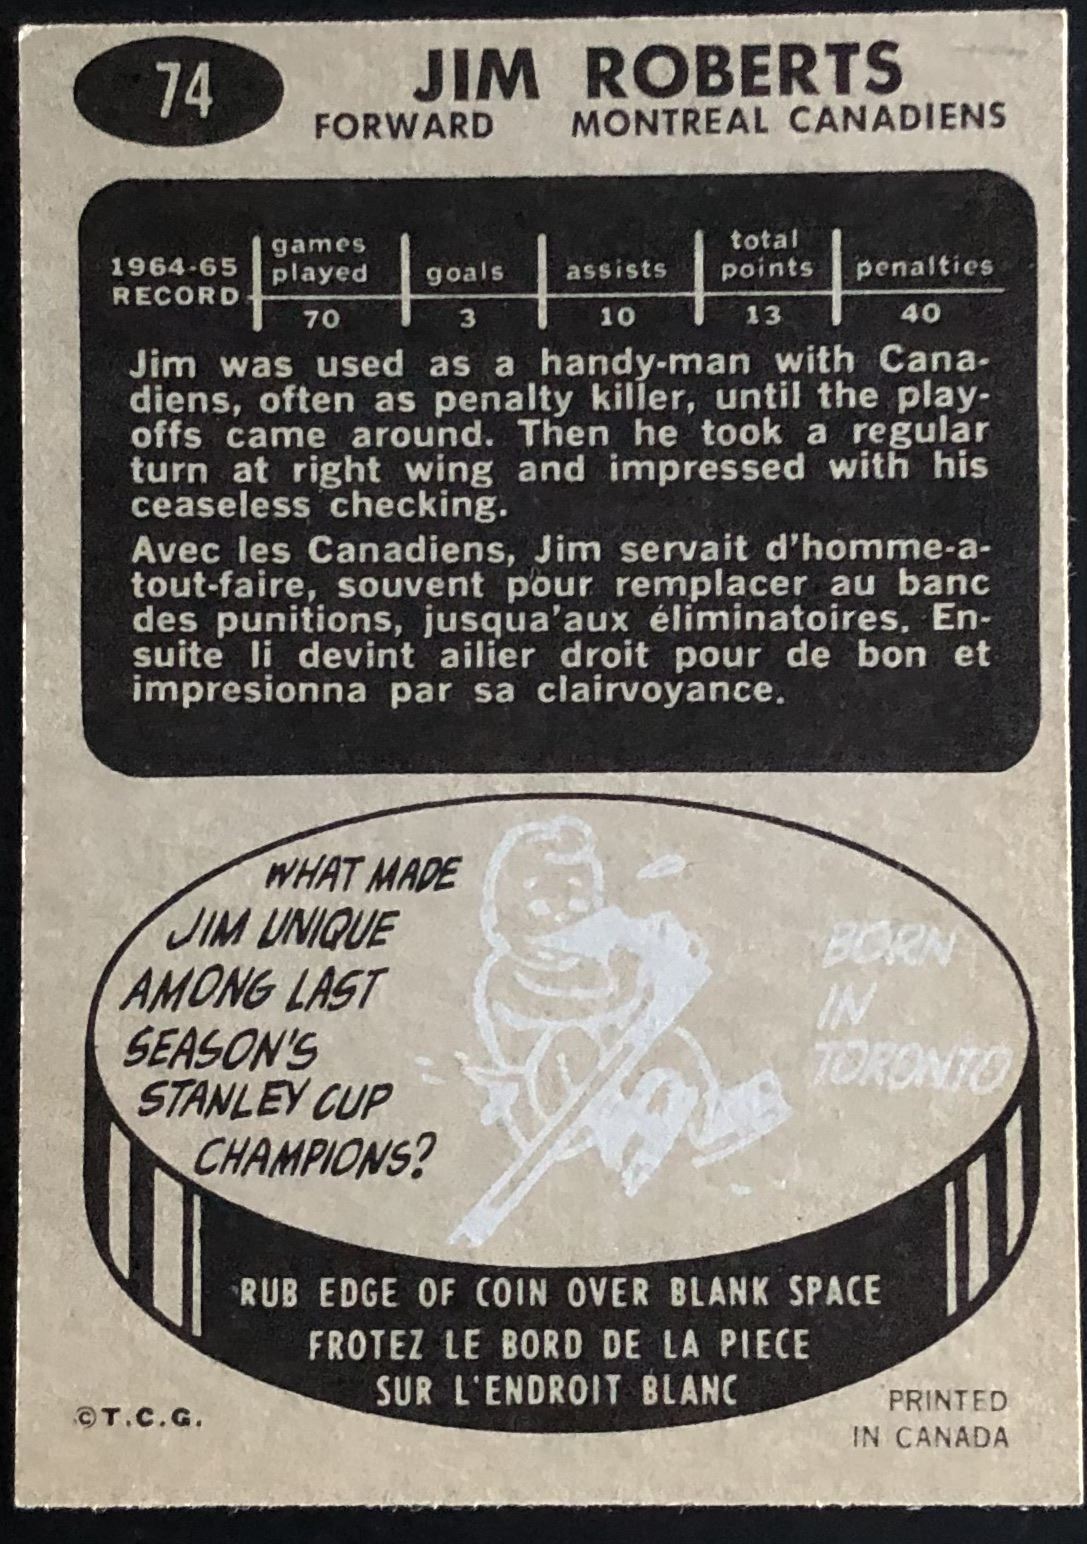 74
JIM ROBERTS
FORWARD MONTREAL CANADIENS
1964-65 RECORD games played goals assists total points penalties
70 3 10 13 40
Jim was used as a handy-man with Cana-
diens, often as penalty killer, until the play-
offs came around. Then he took a regular
turn at right wing and impressed with his
ceaseless checking.
Avec les Canadiens, Jim servait d'homme-a-
tout-faire, souvent pour remplacer au banc
des punitions, jusqua'aux éliminatoires. En-
suite li devint ailier droit pour de bon et
impresionna par sa clairvoyance.
WHAT MADE
JIM UNIQUE
AMONG LAST
SEASON'S
STANLEY CUP
CHAMPIONS?
BORN
IN
TORONTO
RUB EDGE OF COIN OVER BLANK SPACE
FROTEZ LE BORD DE LA PIECE
SUR L'ENDROIT BLANC
©T.C.G.
PRINTED
IN CANADA